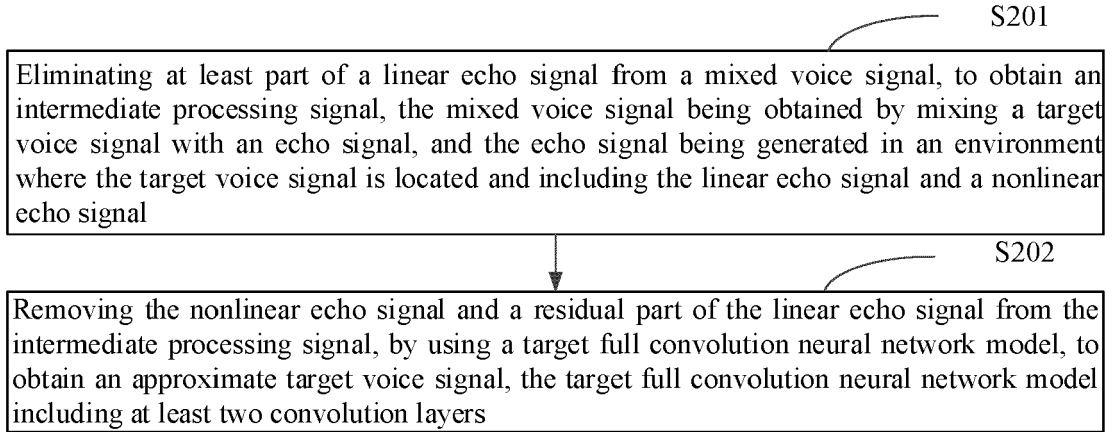 S201
Eliminating at least part of a linear echo signal from a mixed voice signal, to obtain an
intermediate processing signal, the mixed voice signal being obtained by mixing a target
voice signal with an echo signal, and the echo signal being generated in an environment
where the target voice signal is located and including the linear echo signal and a nonlinear
echo signal
S202
Removing the nonlinear echo signal and a residual part of the linear echo signal from the
intermediate processing signal, by using a target full convolution neural network model, to
obtain an approximate target voice signal, the target full convolution neural network model
including at least two convolution layers